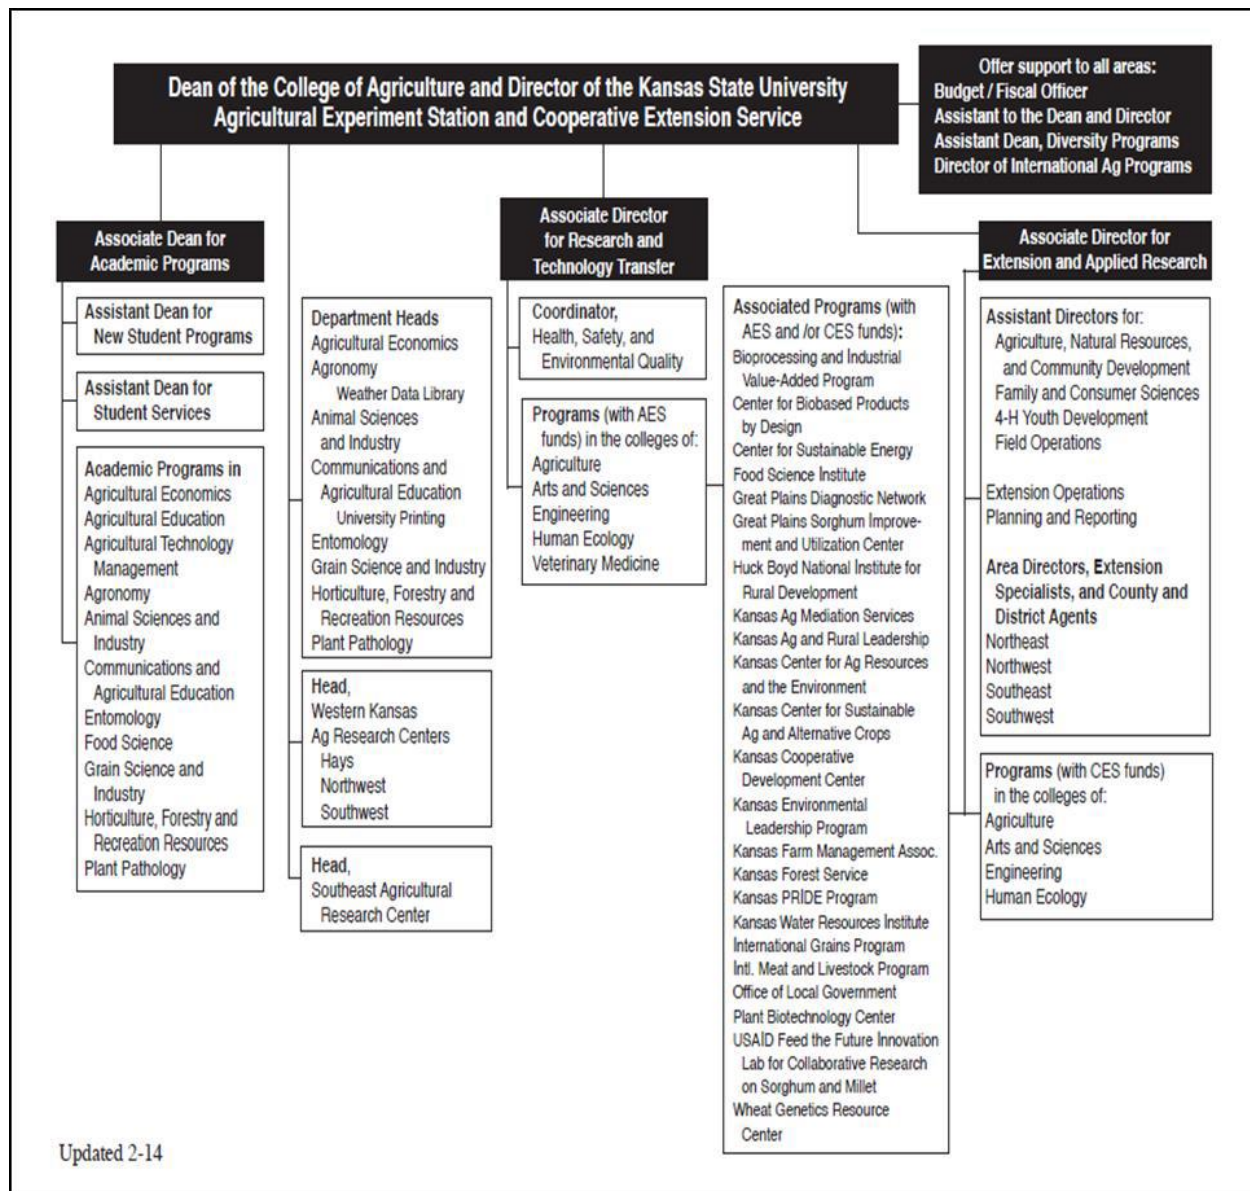 Dean of the College of Agriculture and Director of the Kansas State University
Agricultural Experiment Station and Cooperative Extension Service
Offer support to all areas:
Budget / Fiscal Officer
Assistant to the Dean and Director
Assistant Dean, Diversity Programs
Director of International Ag Programs
Associate Dean for
Academic Programs
Assistant Dean for
New Student Programs
Assistant Dean for
Student Services
Academic Programs in
Agricultural Economics
Agricultural Education
Agricultural Technology
Management
Agronomy
Animal Sciences and
Industry
Communications and
Agricultural Education
Entomology
Food Science
Grain Science and
Industry
Horticulture, Forestry and
Recreation Resources
Plant Pathology
Department Heads
Agricultural Economics
Agronomy
Weather Data Library
Animal Sciences
and Industry
Communications and
Agricultural Education
University Printing
Entomology
Grain Science and Industry
Horticulture, Forestry and
Recreation Resources
Plant Pathology
Head,
Western Kansas
Ag Research Centers
Hays
Northwest
Southwest
Head,
Southeast Agricultural
Research Center
Associate Director
for Research and
Technology Transfer
Coordinator,
Health, Safety, and
Environmental Quality
Programs (with AES
funds) in the colleges of:
Agriculture
Arts and Sciences
Engineering
Human Ecology
Veterinary Medicine
Associated Programs (with
AES and /or CES funds):
Bioprocessing and İndustrial
Value-Added Program
Center for Biobased Products
by Design
Center for Sustainable Energy
Food Science İnstitute
Great Plains Diagnostic Network
Great Plains Sorghum İmprove-
ment and Utilization Center
Huck Boyd National İnstitute for
Rural Development
Kansas Ag Mediation Services
Kansas Ag and Rural Leadership
Kansas Center for Ag Resources
and the Environment
Kansas Center for Sustainable
Ag and Alternative Crops
Kansas Cooperative
Development Center
Kansas Environmental
Leadership Program
Kansas Farm Management Assoc.
Kansas Forest Service
Kansas PRİDE Program
Kansas Water Resources İnstitute
İnternational Grains Program
İntl. Meat and Livestock Program
Office of Local Government
Plant Biotechnology Center
USAİD Feed the Future İnnovation
Lab for Collaborative Research
on Sorghum and Millet
Wheat Genetics Resource
Center
Associate Director for
Extension and Applied Research
Assistant Directors for:
Agriculture, Natural Resources,
and Community Development
Family and Consumer Sciences
4-H Youth Development
Field Operations
Extension Operations
Planning and Reporting
Area Directors, Extension
Specialists, and County and
District Agents
Northeast
Northwest
Southeast
Southwest
Programs (with CES funds)
in the colleges of:
Agriculture
Arts and Sciences
Engineering
Human Ecology
Updated 2-14